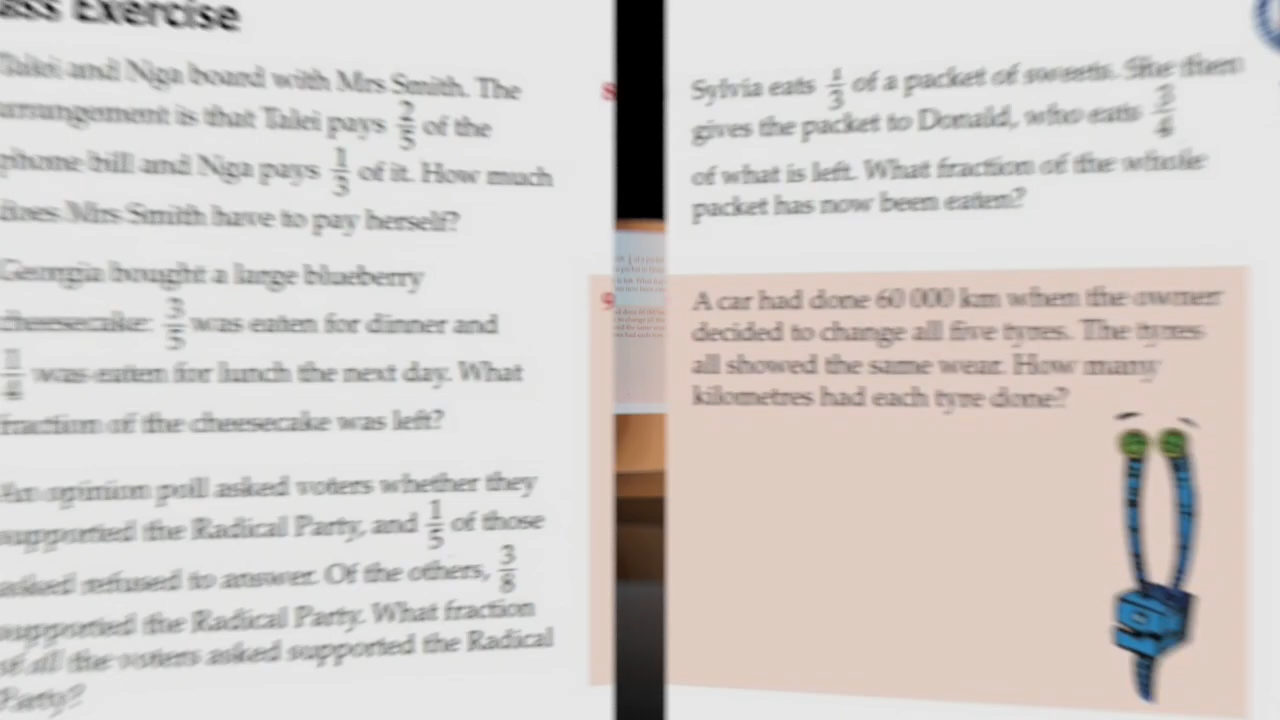 ass Exercise
Talei and Nga board with Mrs Smith. The
arrangement is that Talei pays 2/5 of the
phone bill and Nga pays 1/3 of it. How much
does Mrs Smith have to pay herself?
Georgia bought a large blueberry
cheesecake. 3/5 was eaten for dinner and
1/4 was eaten for lunch the next day. What
fraction of the cheesecake was left?
An opinion poll asked voters whether they
supported the Radical Party, and 1/5 of those
asked refused to answer. Of the others, 3/8
supported the Radical Party. What fraction
of all the voters asked supported the Radical
Party?
8 Sylvia eats 1/3 of a packet of sweets. She then
gives the packet to Donald, who eats 3/4
of what is left. What fraction of the whole
packet has now been eaten?
9 A car had done 60 000 km when the owner
decided to change all five tyres. The tyres
all showed the same wear. How many
kilometres had each tyre done?